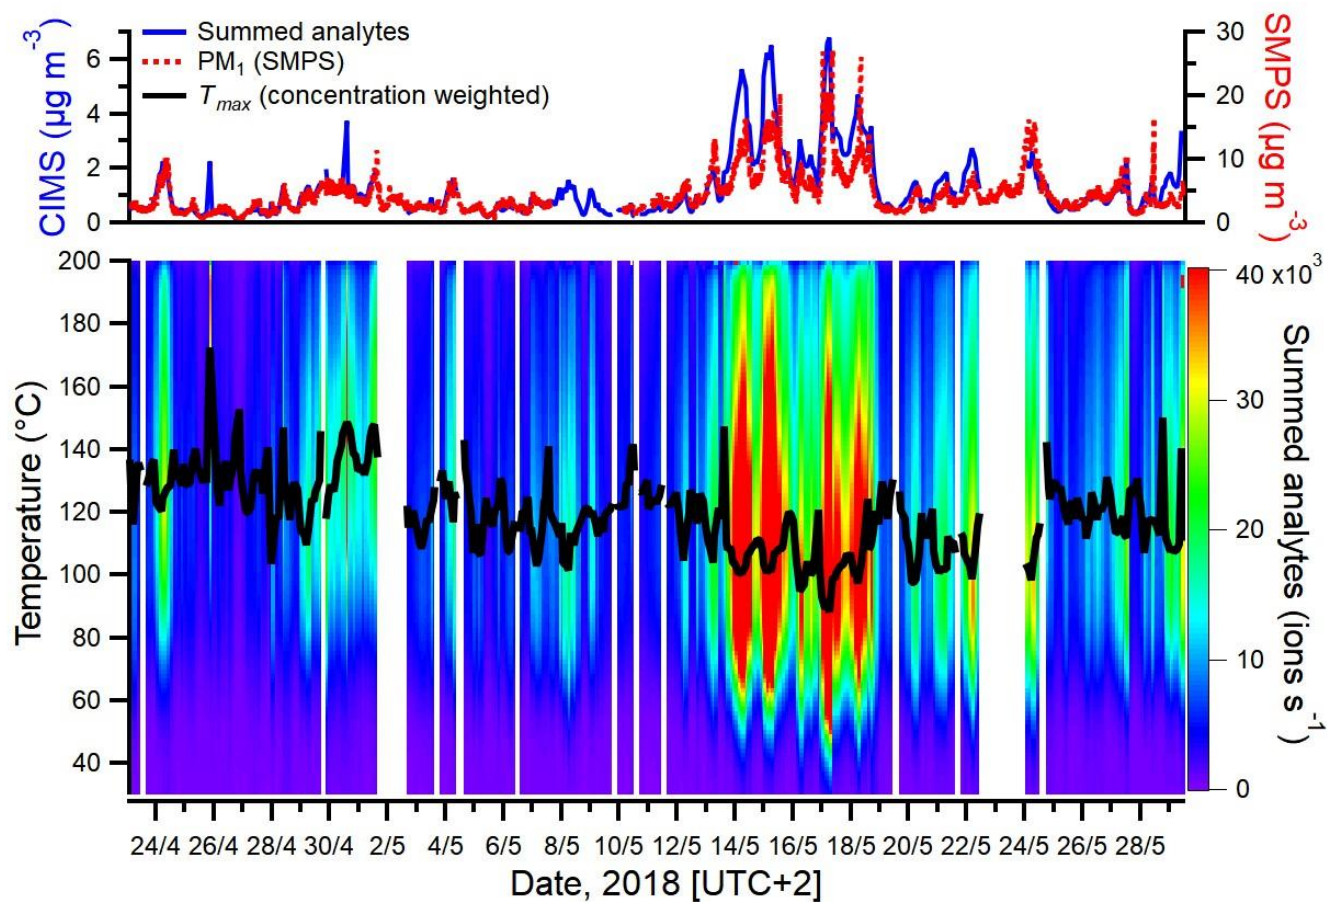 CIMS (µg m⁻³)
6
4
2
0
Summed analytes
PM₁ (SMPS)
Tmax (concentration weighted)
30
20
10
0
SMPS (µg m⁻³)
Temperature (°C)
200
180
160
140
120
100
80
60
40
40 x10³
30
20
10
0
Summed analytes (ions s⁻¹)
24/4 26/4 28/4 30/4 2/5 4/5 6/5 8/5 10/5 12/5 14/5 16/5 18/5 20/5 22/5 24/5 26/5 28/5
Date, 2018 [UTC+2]